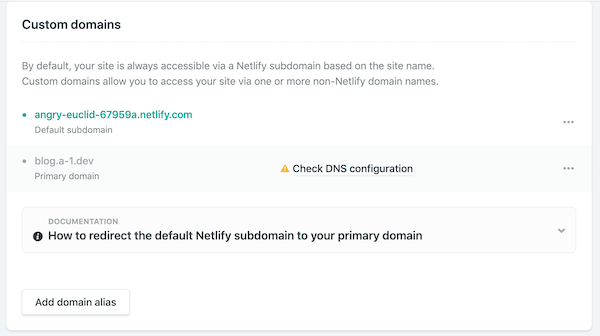 Custom domains
By default, your site is always accessible via a Netlify subdomain based on the site name.
Custom domains allow you to access your site via one or more non-Netlify domain names.
angry-euclid-67959a.netlify.com
Default subdomain
blog.a-1.dev
Check DNS configuration
Primary domain
DOCUMENTATION
How to redirect the default Netlify subdomain to your primary domain
Add domain alias